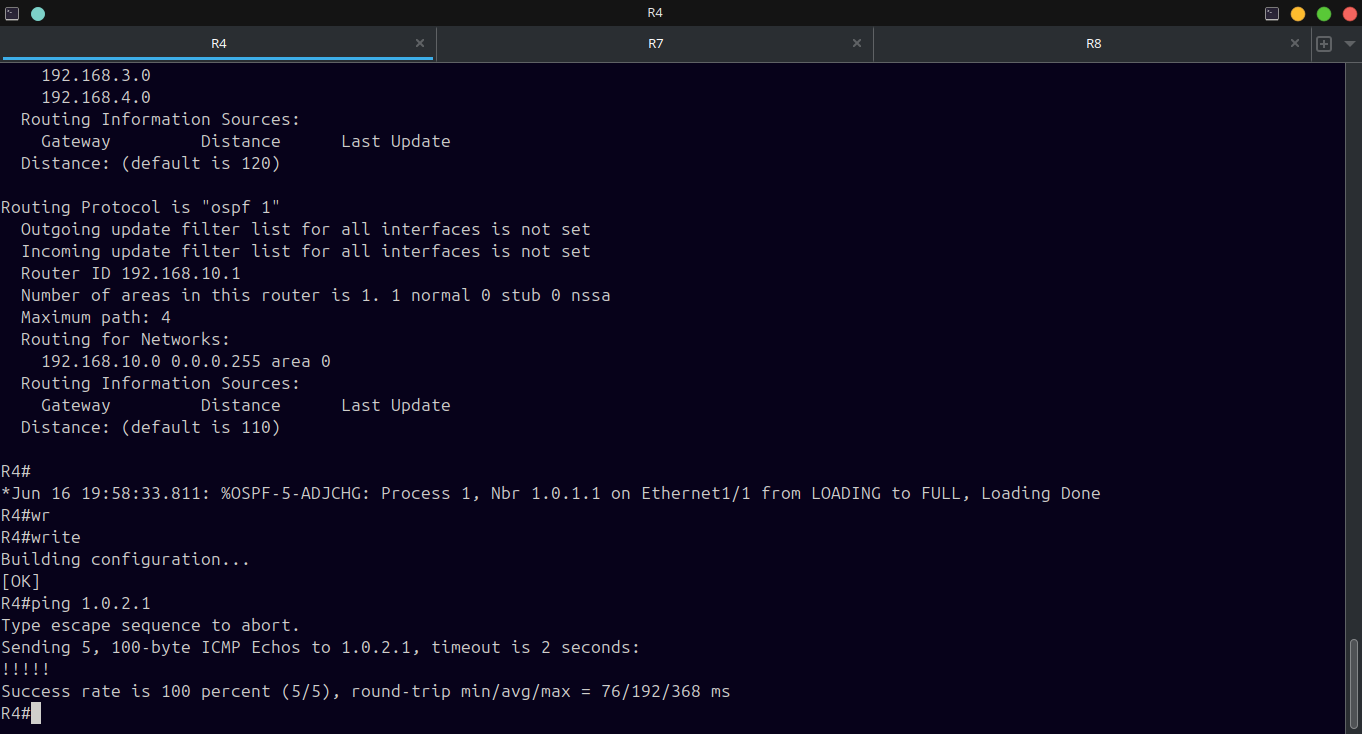 R4
R4
R7
R8
    192.168.3.0
    192.168.4.0
  Routing Information Sources:
    Gateway         Distance      Last Update
  Distance: (default is 120)

Routing Protocol is "ospf 1"
  Outgoing update filter list for all interfaces is not set
  Incoming update filter list for all interfaces is not set
  Router ID 192.168.10.1
  Number of areas in this router is 1. 1 normal 0 stub 0 nssa
  Maximum path: 4
  Routing for Networks:
    192.168.10.0 0.0.0.255 area 0
  Routing Information Sources:
    Gateway         Distance      Last Update
  Distance: (default is 110)

R4#
*Jun 16 19:58:33.811: %OSPF-5-ADJCHG: Process 1, Nbr 1.0.1.1 on Ethernet1/1 from LOADING to FULL, Loading Done
R4#wr
R4#write
Building configuration...
[OK]
R4#ping 1.0.2.1
Type escape sequence to abort.
Sending 5, 100-byte ICMP Echos to 1.0.2.1, timeout is 2 seconds:
!!!!!
Success rate is 100 percent (5/5), round-trip min/avg/max = 76/192/368 ms
R4#